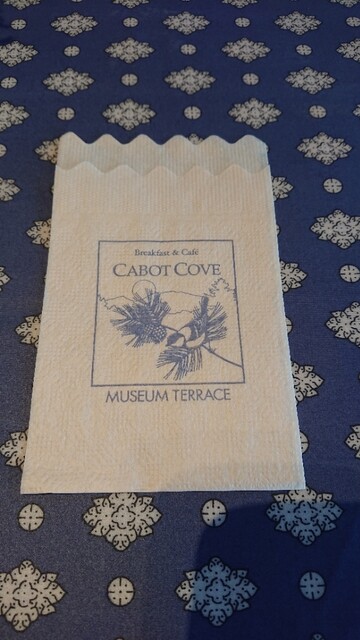 Breakfast & Café
CABOT COVE
MUSEUM TERRACE